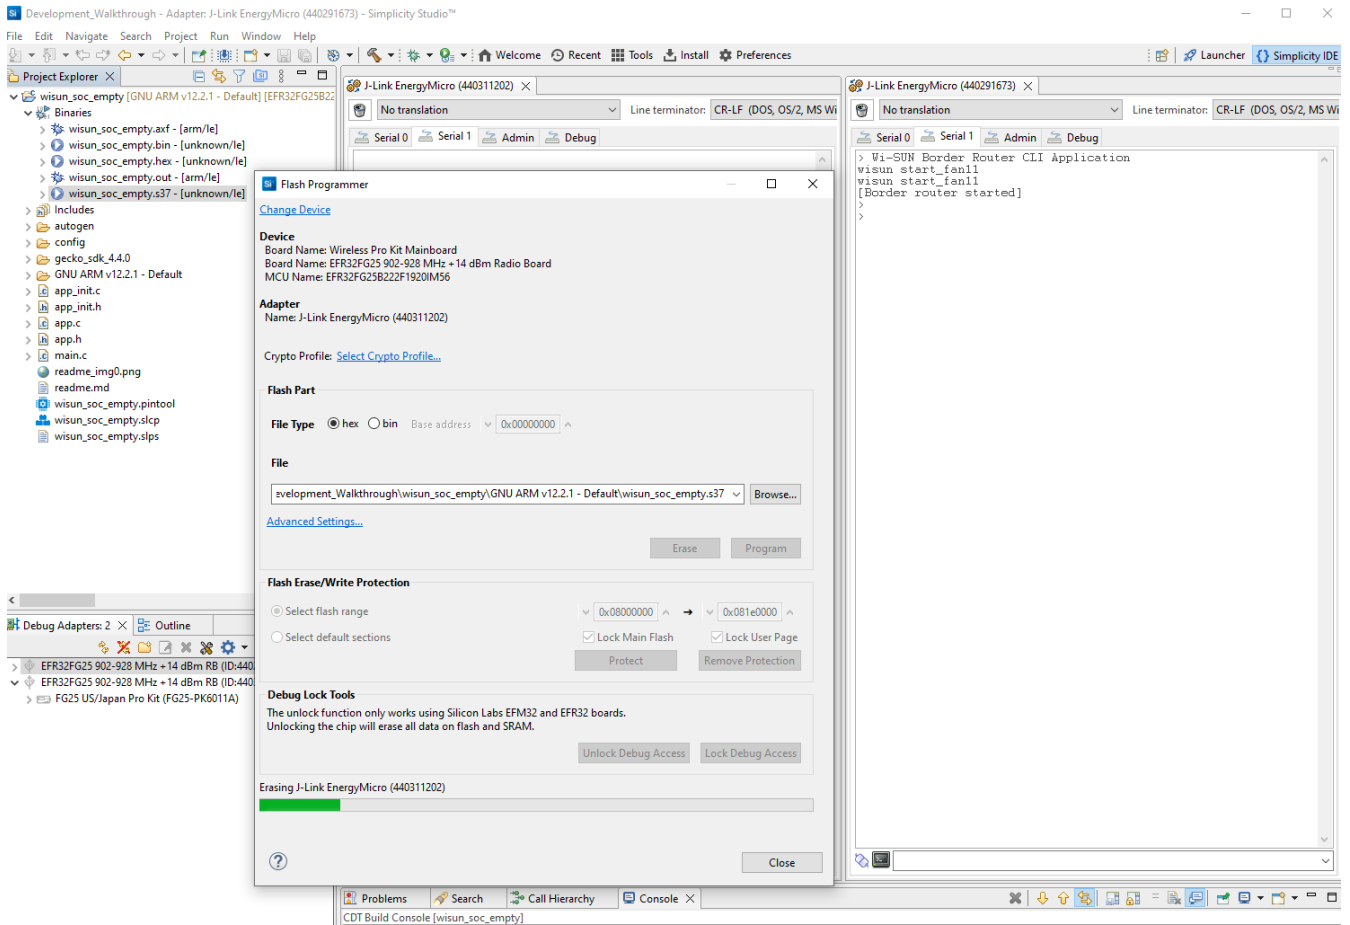 Development_Walkthrough - Adapter: J-Link EnergyMicro (440291673) - Simplicity Studio™
File Edit Navigate Search Project Run Window Help
Welcome Recent Tools Install Preferences
Launcher {} Simplicity IDE
Project Explorer
wisun_soc_empty [GNU ARM v12.2.1 - Default] [EFR32FG25B22
Binaries
wisun_soc_empty.axf - [arm/le]
wisun_soc_empty.bin - [unknown/le]
wisun_soc_empty.hex - [unknown/le]
wisun_soc_empty.out - [arm/le]
wisun_soc_empty.s37 - [unknown/le]
Includes
autogen
config
gecko_sdk_4.4.0
GNU ARM v12.2.1 - Default
app_init.c
app_init.h
app.c
app.h
main.c
readme_img0.png
readme.md
wisun_soc_empty.pintool
wisun_soc_empty.slcp
wisun_soc_empty.slps
Debug Adapters: 2 Outline
EFR32FG25 902-928 MHz +14 dBm RB (ID:440
EFR32FG25 902-928 MHz +14 dBm RB (ID:440
FG25 US/Japan Pro Kit (FG25-PK6011A)
J-Link EnergyMicro (440311202)
No translation Line terminator: CR-LF (DOS, OS/2, MS Wi
Serial 0 Serial 1 Admin Debug
J-Link EnergyMicro (440291673)
No translation Line terminator: CR-LF (DOS, OS/2, MS Wi
Serial 0 Serial 1 Admin Debug
> Wi-SUN Border Router CLI Application
wisun start_fan11
wisun start_fan11
[Border router started]
>
>
Flash Programmer
Change Device
Device
Board Name: Wireless Pro Kit Mainboard
Board Name: EFR32FG25 902-928 MHz +14 dBm Radio Board
MCU Name: EFR32FG25B222F1920IM56
Adapter
Name: J-Link EnergyMicro (440311202)
Crypto Profile: Select Crypto Profile...
Flash Part
File Type hex bin Base address 0x00000000
File
evelopment_Walkthrough\wisun_soc_empty\GNU ARM v12.2.1 - Default\wisun_soc_empty.s37 Browse...
Advanced Settings...
Erase Program
Flash Erase/Write Protection
Select flash range 0x08000000 → 0x081e0000
Select default sections Lock Main Flash Lock User Page
Protect Remove Protection
Debug Lock Tools
The unlock function only works using Silicon Labs EFM32 and EFR32 boards.
Unlocking the chip will erase all data on flash and SRAM.
Unlock Debug Access Lock Debug Access
Erasing J-Link EnergyMicro (440311202)
Close
Problems Search Call Hierarchy Console
CDT Build Console [wisun_soc_empty]